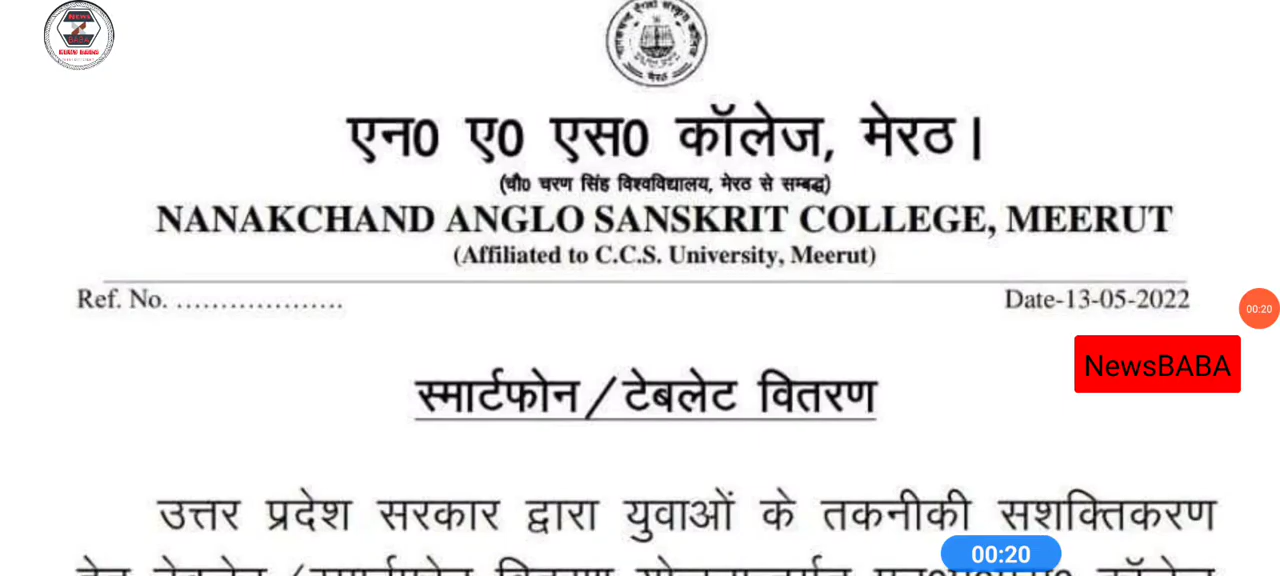 एन0 ए0 एस0 कॉलेज, मेरठ।
(चौ0 चरण सिंह विश्वविद्यालय, मेरठ से सम्बद्ध)
NANAKCHAND ANGLO SANSKRIT COLLEGE, MEERUT
(Affiliated to C.C.S. University, Meerut)
Ref. No. ...................
Date-13-05-2022
00:20
NewsBABA
स्मार्टफोन/टेबलेट वितरण
उत्तर प्रदेश सरकार द्वारा युवाओं के तकनीकी सशक्तिकरण
00:20